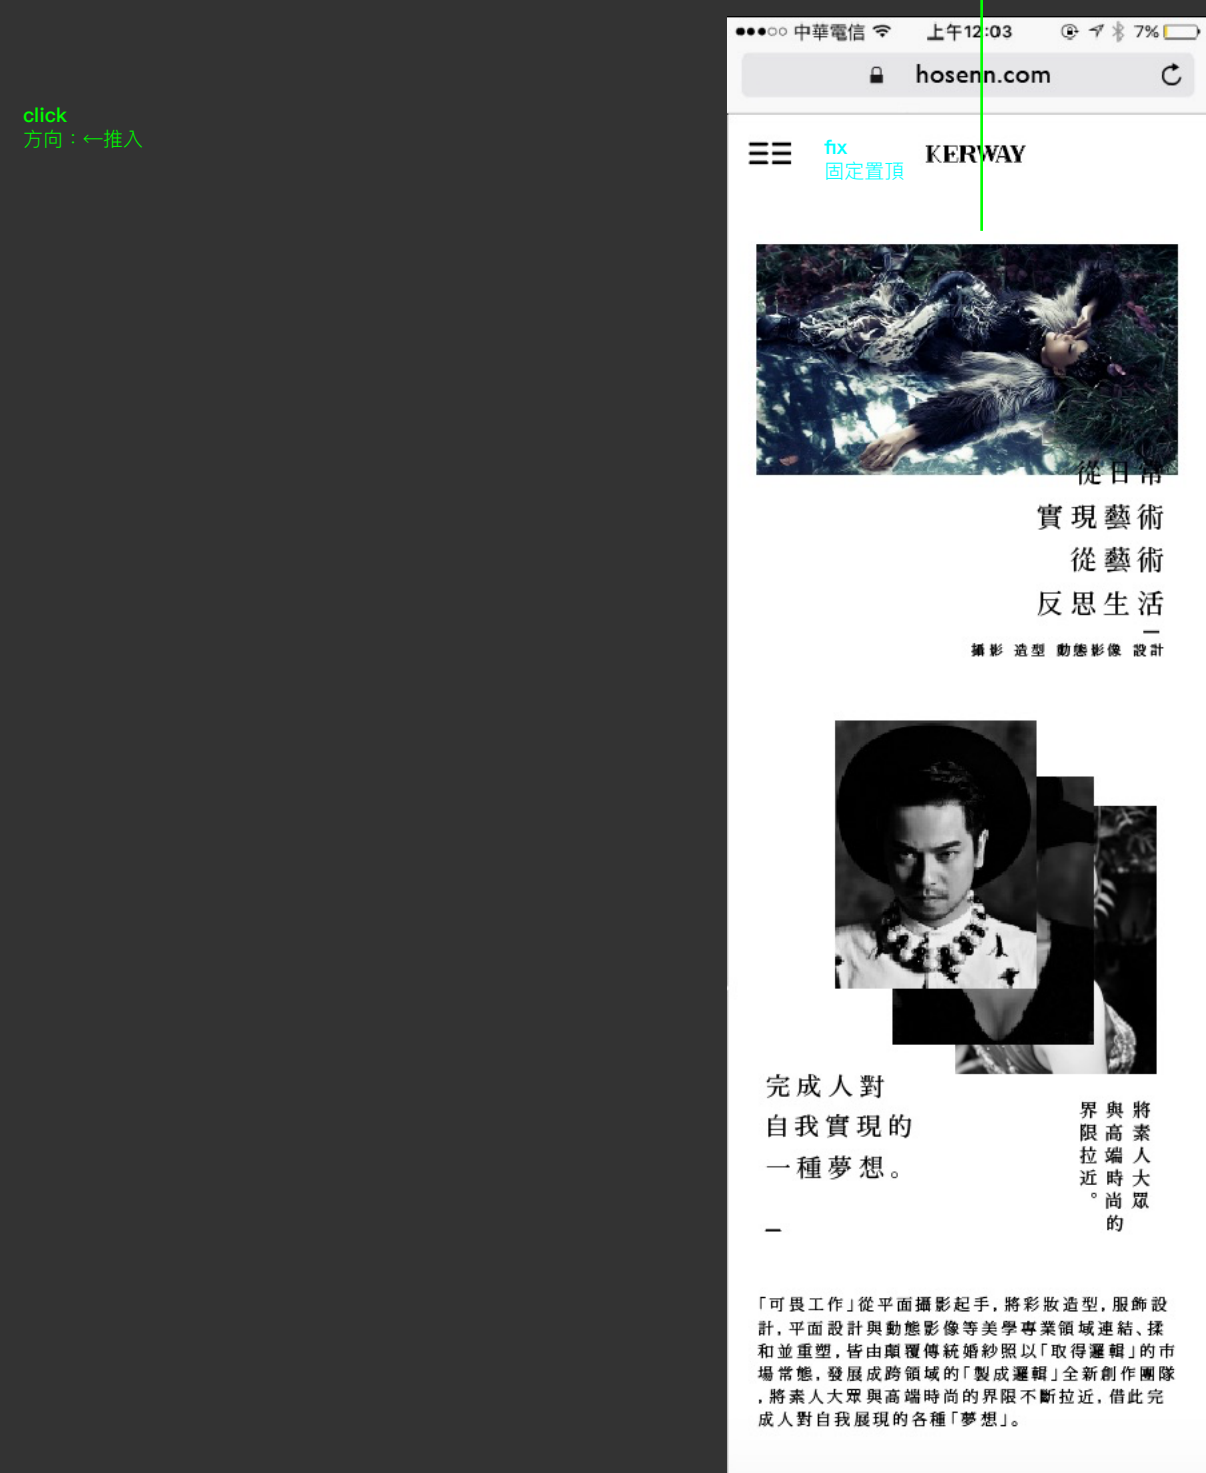 中華電信 上午12:03 7%
hosenn.com
click
方向：←推入
fix
固定置頂
KERWAY
從日常
實現藝術
從藝術
反思生活
攝影 造型 動態影像 設計
完成人對
自我實現的
一種夢想。
將素人大眾
與高端時尚的
界限拉近。
「可畏工作」從平面攝影起手，將彩妝造型，服飾設
計，平面設計與動態影像等美學專業領域連結、揉
和並重塑，皆由顛覆傳統婚紗照以「取得邏輯」的市
場常態，發展成跨領域的「製成邏輯」全新創作團隊
，將素人大眾與高端時尚的界限不斷拉近，借此完
成人對自我展現的各種「夢想」。